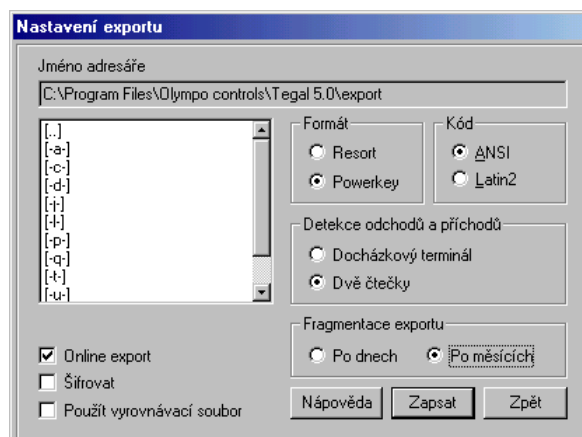 Nastavení exportu
Jméno adresáře
C:\Program Files\Olympo controls\Tegal 5.0\export
[..]
[-a-]
[-c-]
[-d-]
[-j-]
[-l-]
[-p-]
[-q-]
[-t-]
[-u-]
Formát
Resort
Powerkey
Kód
ANSI
Latin2
Detekce odchodů a příchodů
Docházkový terminál
Dvě čtečky
Fragmentace exportu
Po dnech
Po měsících
Online export
Šifrovat
Použít vyrovnávací soubor
Nápověda
Zapsat
Zpět